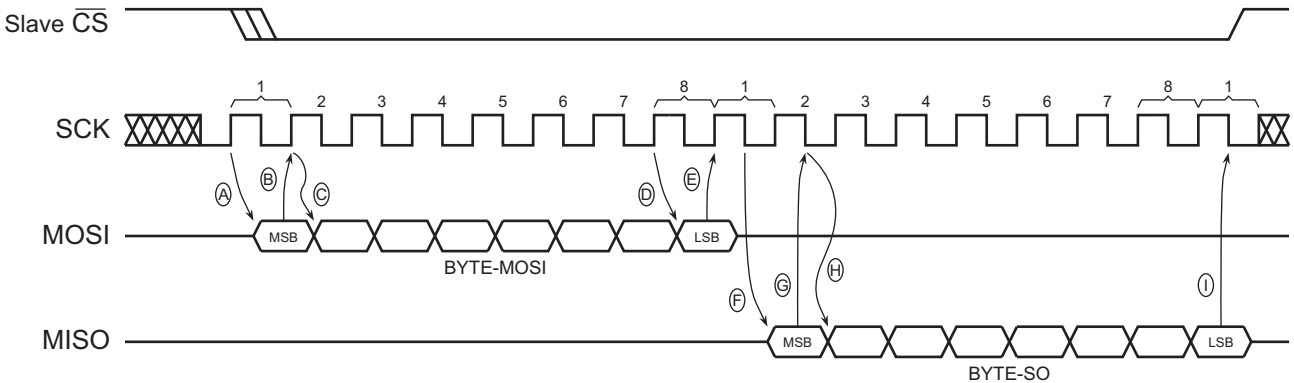 Slave CS
1 2 3 4 5 6 7 8 1 2 3 4 5 6 7 8 1
SCK
A B C D E
MOSI MSB LSB
BYTE-MOSI
F G H I
MISO MSB LSB
BYTE-SO